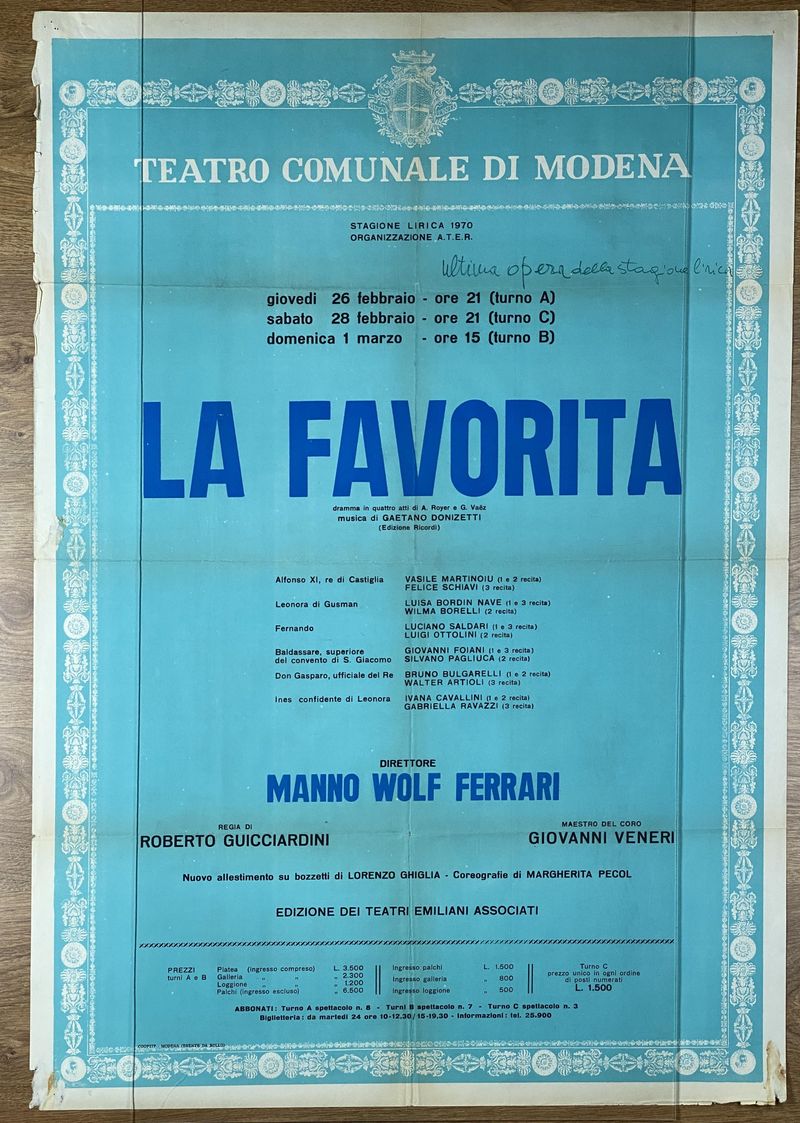 TEATRO COMUNALE DI MODENA
STAGIONE LIRICA 1970
ORGANIZZAZIONE A.T.E.R.
ultima opera della stagione lirica
giovedi 26 febbraio - ore 21 (turno A)
sabato 28 febbraio - ore 21 (turno C)
domenica 1 marzo - ore 15 (turno B)
LA FAVORITA
dramma in quattro atti di A. Royer e G. Vaëz
musica di GAETANO DONIZETTI
(Edizione Ricordi)
Alfonso XI, re di Castiglia VASILE MARTINOIU (1 e 2 recita)
FELICE SCHIAVI (3 recita)
Leonora di Gusman LUISA BORDIN NAVE (1 e 3 recita)
WILMA BORELLI (2 recita)
Fernando LUCIANO SALDARI (1 e 3 recita)
LUIGI OTTOLINI (2 recita)
Baldassare, superiore GIOVANNI FOIANI (1 e 3 recita)
del convento di S. Giacomo SILVANO PAGLIUCA (2 recita)
Don Gasparo, ufficiale del Re BRUNO BULGARELLI (1 e 2 recita)
WALTER ARTIOLI (3 recita)
Ines confidente di Leonora IVANA CAVALLINI (1 e 2 recita)
GABRIELLA RAVAZZI (3 recita)
DIRETTORE
MANNO WOLF FERRARI
REGIA DI
ROBERTO GUICCIARDINI
MAESTRO DEL CORO
GIOVANNI VENERI
Nuovo allestimento su bozzetti di LORENZO GHIGLIA - Coreografie di MARGHERITA PECOL
EDIZIONE DEI TEATRI EMILIANI ASSOCIATI
PREZZI
turni A e B
Platea (ingresso compreso) L. 3.500
Galleria „ „ „ 2.300
Loggione „ „ „ 1.200
Palchi (ingresso escluso) „ 6.500
Ingresso palchi L. 1.500
Ingresso galleria „ 800
Ingresso loggione „ 500
Turno C
prezzo unico in ogni ordine
di posti numerati
L. 1.500
ABBONATI: Turno A spettacolo n. 8 - Turni B spettacolo n. 7 - Turno C spettacolo n. 3
Biglietteria: da martedi 24 ore 10-12,30/15-19,30 - Informazioni: tel. 25.900
COOPTIP - MODENA (ESENTE DA BOLLO)